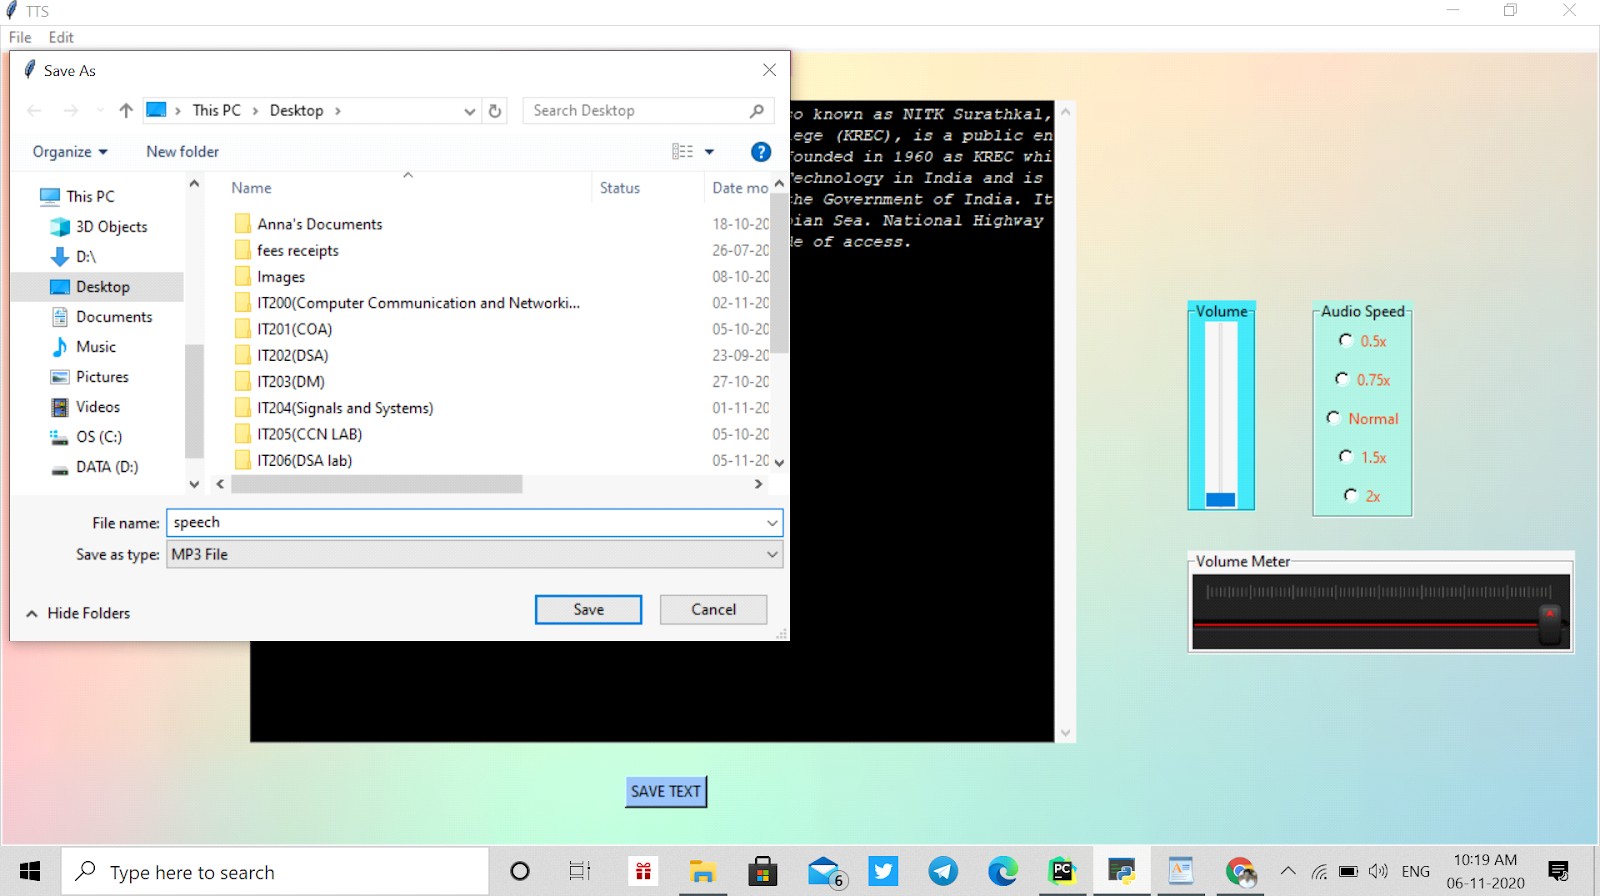 TTS
File Edit
Save As
This PC Desktop Search Desktop
Organize New folder
Name Status Date mo
This PC
3D Objects
D:\
Desktop
Documents
Music
Pictures
Videos
OS (C:)
DATA (D:)
Anna's Documents 18-10-20
fees receipts 26-07-20
Images 08-10-20
IT200(Computer Communication and Networki... 02-11-20
IT201(COA) 05-10-20
IT202(DSA) 23-09-20
IT203(DM) 27-10-20
IT204(Signals and Systems) 01-11-20
IT205(CCN LAB) 05-10-20
IT206(DSA lab) 05-11-20
File name: speech
Save as type: MP3 File
Hide Folders Save Cancel
so known as NITK Surathkal,
ege (KREC), is a public en
ounded in 1960 as KREC whi
Technology in India and is
the Government of India. It
ian Sea. National Highway
de of access.
Volume
Audio Speed
0.5x
0.75x
Normal
1.5x
2x
Volume Meter
SAVE TEXT
Type here to search
6
PC
ENG
10:19 AM
06-11-2020